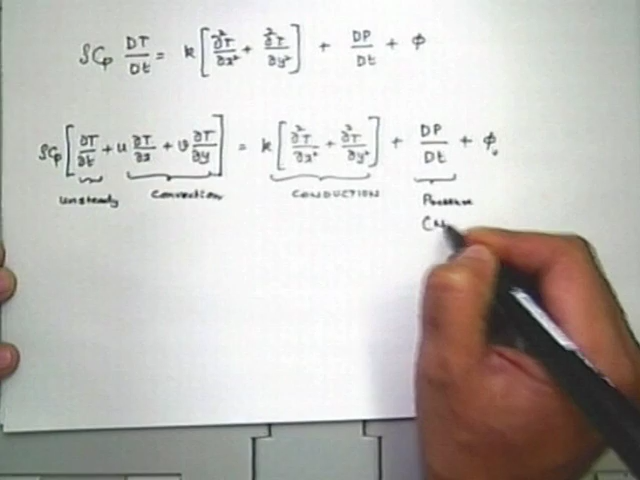 ρCp DT/Dt = k[∂²T/∂x² + ∂²T/∂y²] + DP/Dt + φ
ρCp[∂T/∂t + u ∂T/∂x + v ∂T/∂y] = k[∂²T/∂x² + ∂²T/∂y²] + DP/Dt + φ.
Unsteady Convection CONDUCTION Pressure